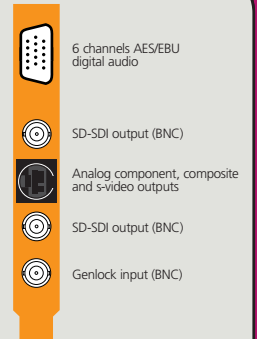 6 channels AES/EBU
digital audio
SD-SDI output (BNC)
Analog component, composite
and s-video outputs
SD-SDI output (BNC)
Genlock input (BNC)